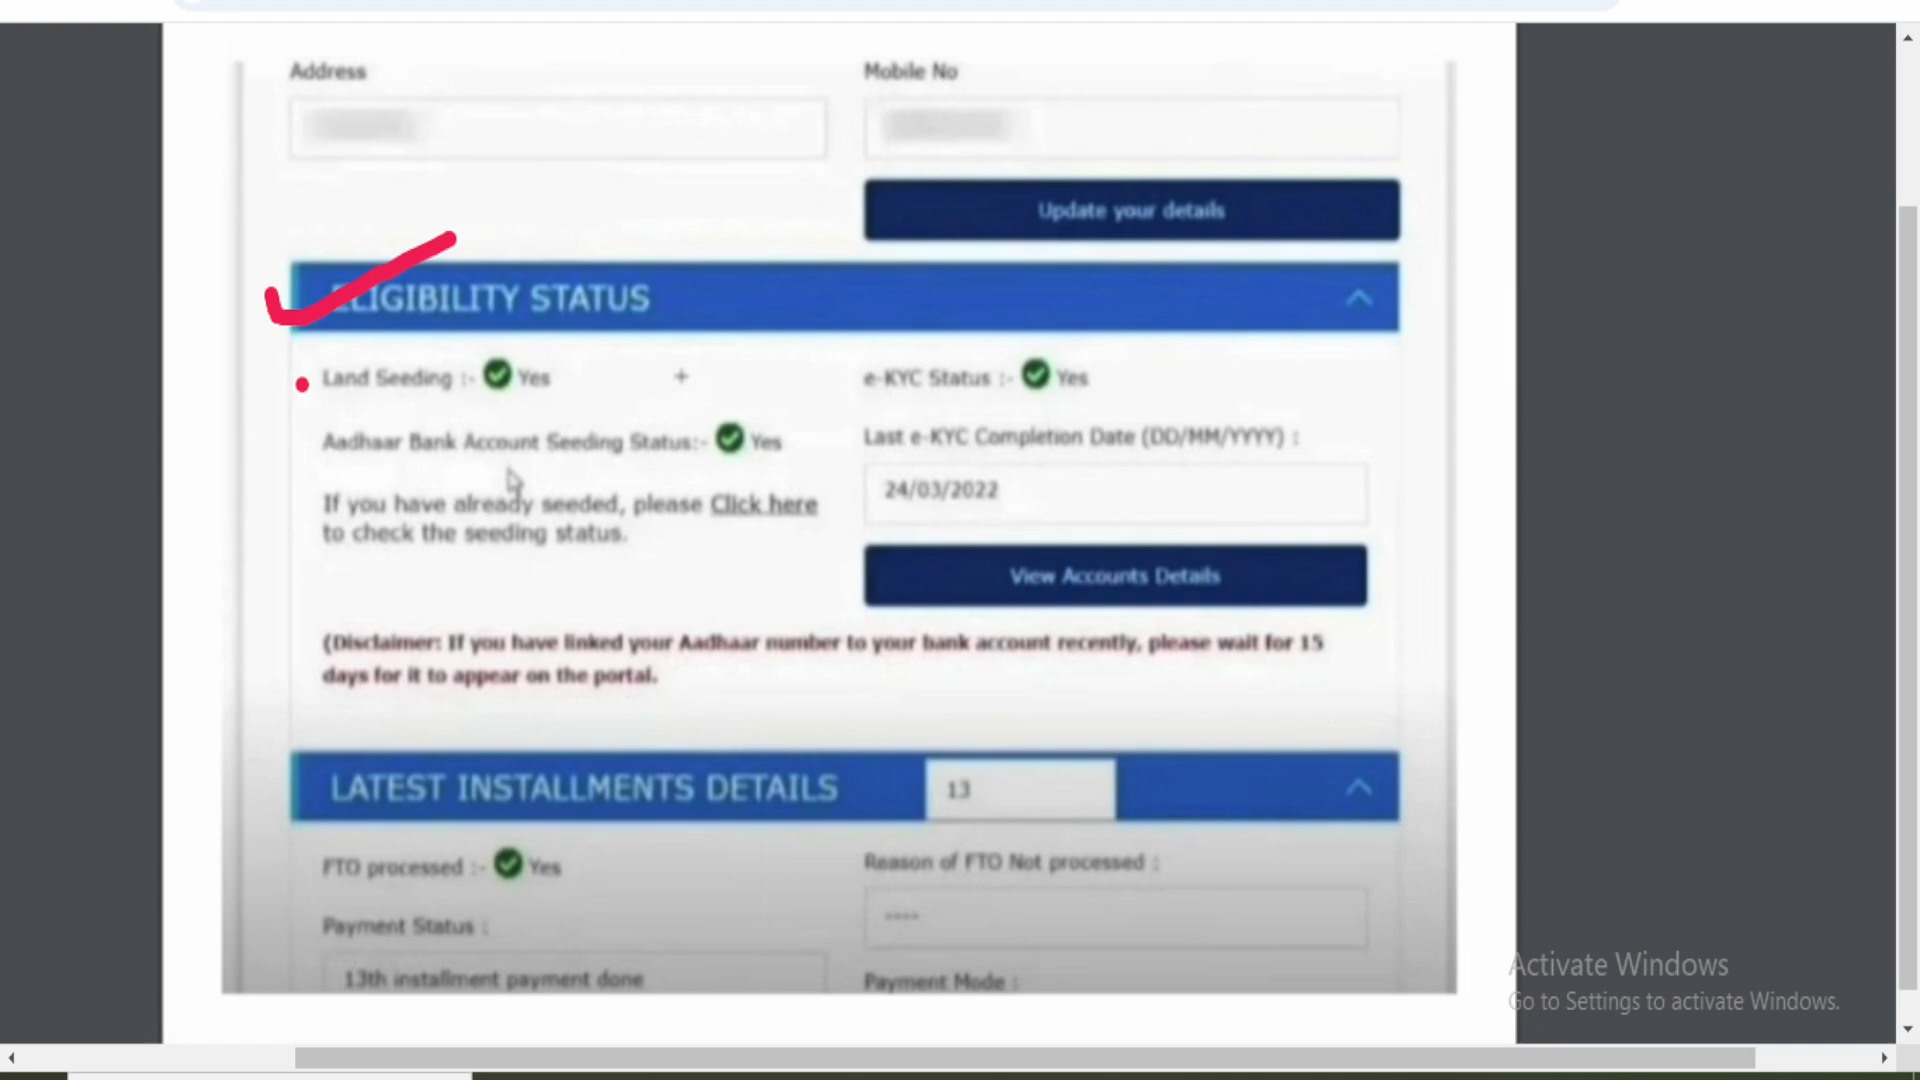 Address
Mobile No
Update your details
ELIGIBILITY STATUS
Land Seeding :- Yes
e-KYC Status :- Yes
Aadhaar Bank Account Seeding Status:- Yes
Last e-KYC Completion Date (DD/MM/YYYY) :
24/03/2022
If you have already seeded, please Click here
to check the seeding status.
View Accounts Details
(Disclaimer: If you have linked your Aadhaar number to your bank account recently, please wait for 15
days for it to appear on the portal.
LATEST INSTALLMENTS DETAILS 13
FTO processed :- Yes
Reason of FTO Not processed :
----
Payment Status :
13th installment payment done
Payment Mode :
Activate Windows
Go to Settings to activate Windows.